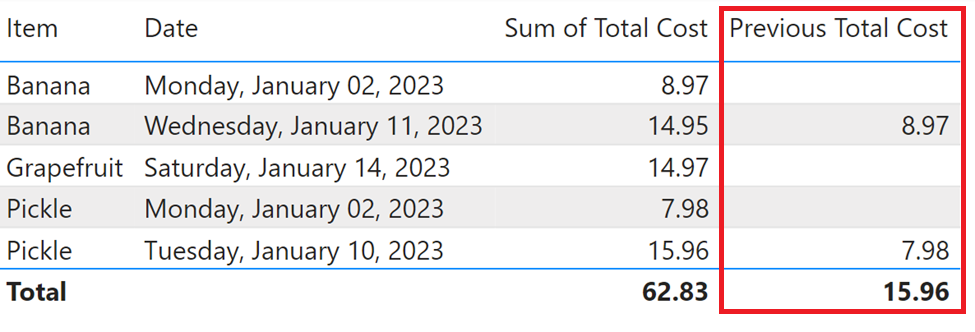 Item Date Sum of Total Cost Previous Total Cost
Banana Monday, January 02, 2023 8.97
Banana Wednesday, January 11, 2023 14.95 8.97
Grapefruit Saturday, January 14, 2023 14.97
Pickle Monday, January 02, 2023 7.98
Pickle Tuesday, January 10, 2023 15.96 7.98
Total 62.83 15.96